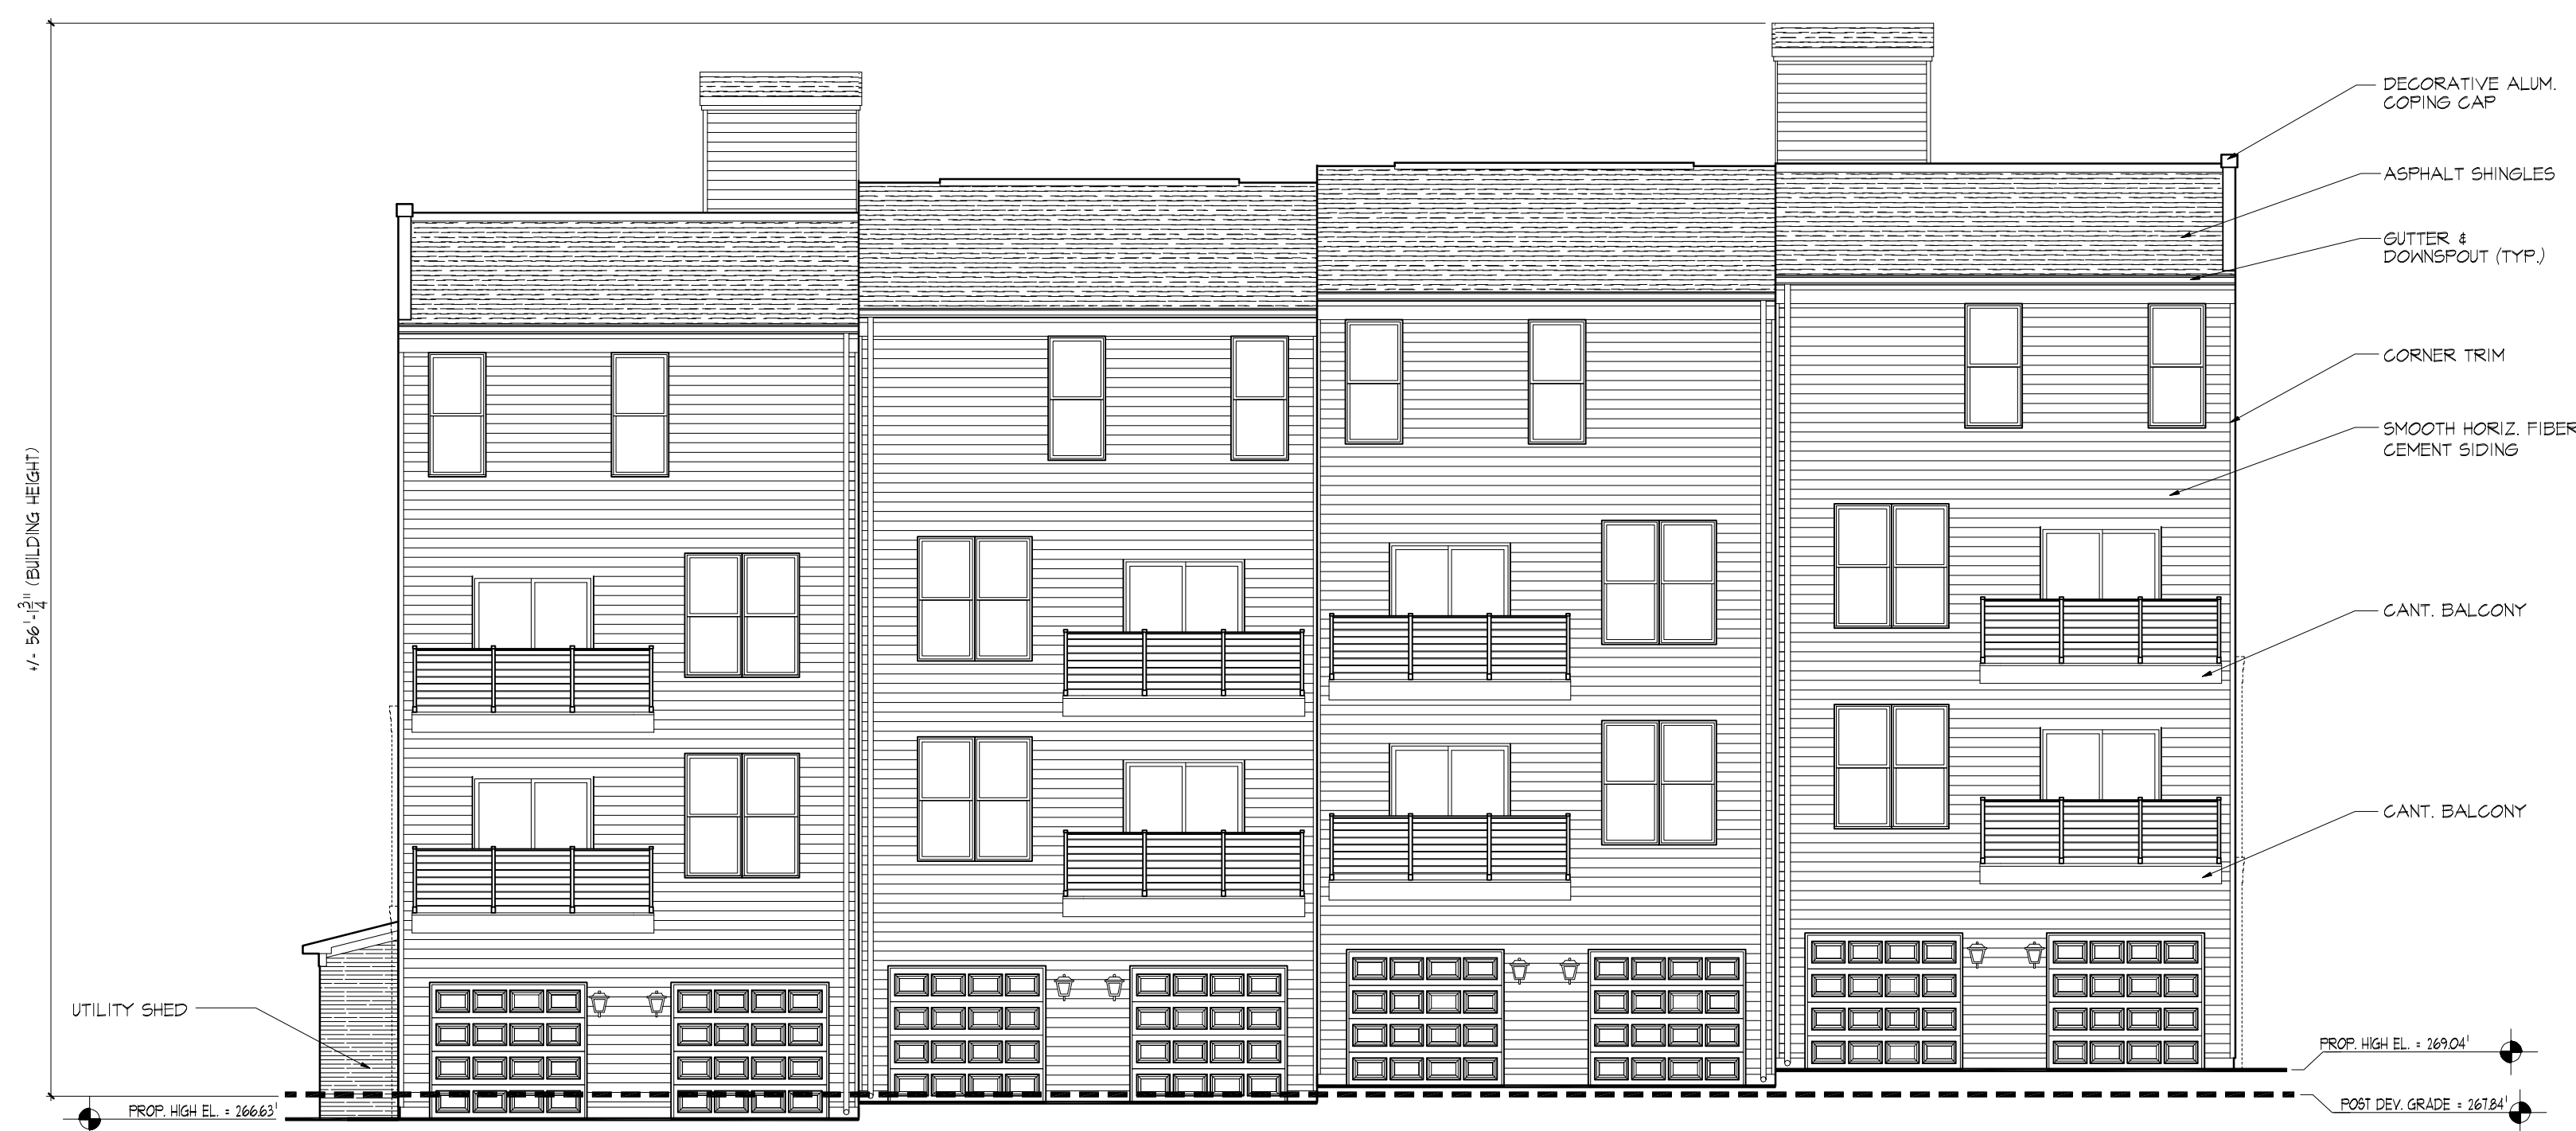 DECORATIVE ALUM.
COPING CAP
ASPHALT SHINGLES
GUTTER &
DOWNSPOUT (TYP.)
CORNER TRIM
SMOOTH HORIZ. FIBER
CEMENT SIDING
+/- 56'-1 3/4" (BUILDING HEIGHT)
CANT. BALCONY
CANT. BALCONY
UTILITY SHED
PROP. HIGH EL. = 269.04'
PROP. HIGH EL. = 266.63'
POST DEV. GRADE = 267.84'